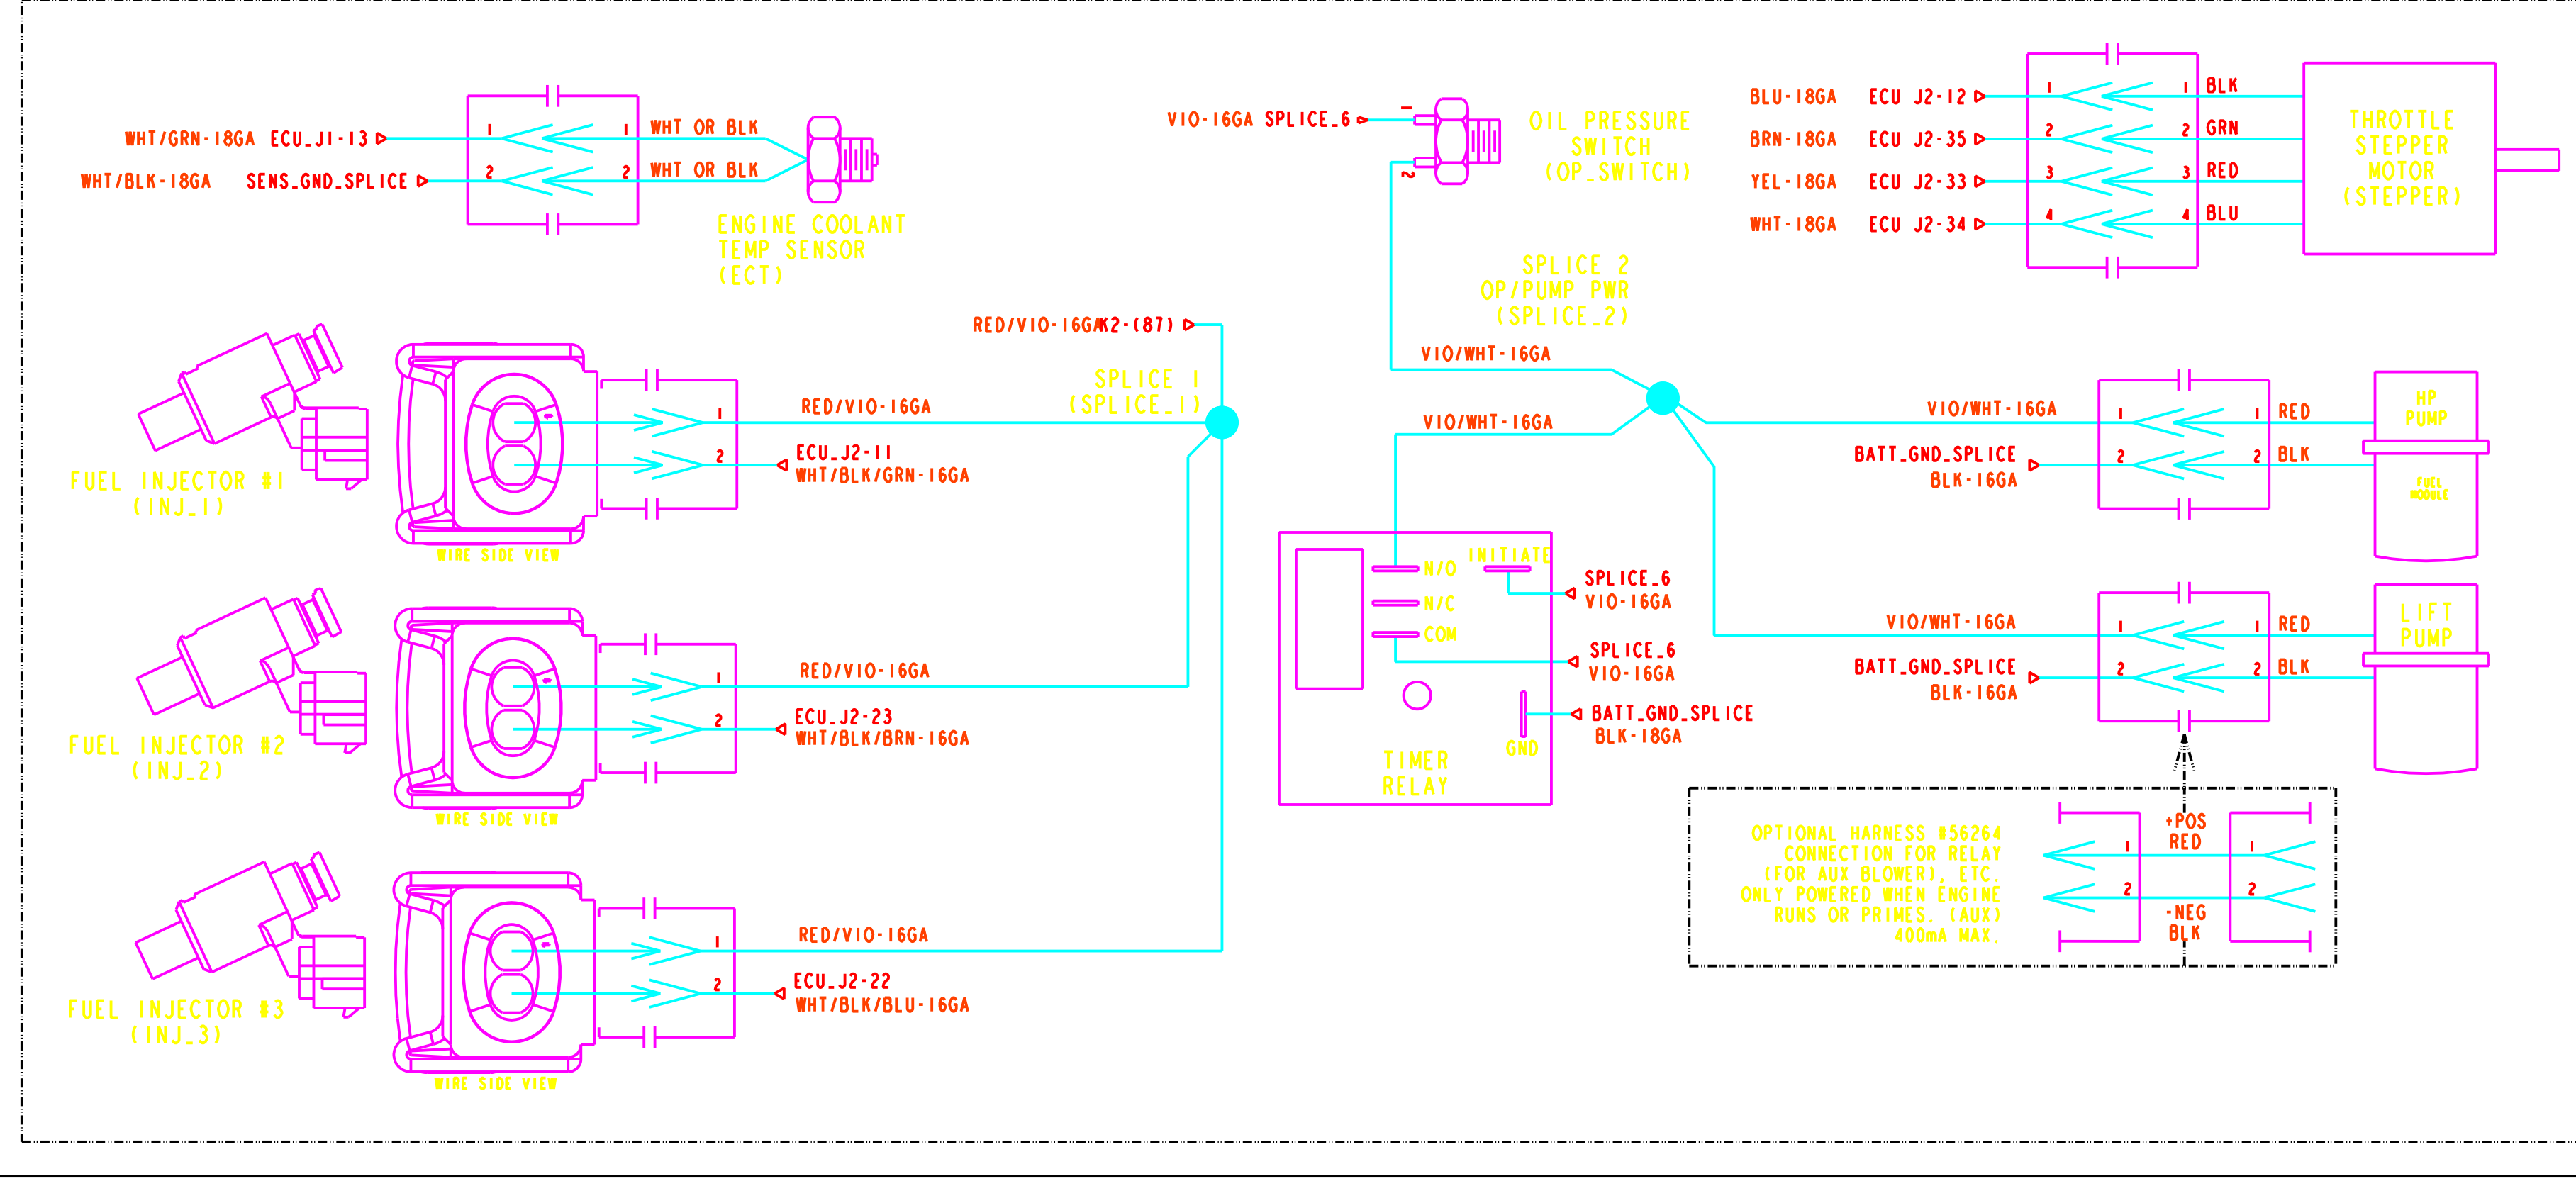 WHT/GRN-18GA ECU_J1-13
1 1 WHT OR BLK
WHT/BLK-18GA SENS_GND_SPLICE
2 2 WHT OR BLK
ENGINE COOLANT
TEMP SENSOR
(ECT)
VIO-16GA SPLICE_6
1
2
OIL PRESSURE
SWITCH
(OP_SWITCH)
BLU-18GA ECU J2-12
1 1 BLK
BRN-18GA ECU J2-35
2 2 GRN
YEL-18GA ECU J2-33
3 3 RED
WHT-18GA ECU J2-34
4 4 BLU
THROTTLE
STEPPER
MOTOR
(STEPPER)
SPLICE 2
OP/PUMP PWR
(SPLICE_2)
RED/VIO-16GA K2-(87)
SPLICE 1
(SPLICE_1)
FUEL INJECTOR #1
(INJ_1)
WIRE SIDE VIEW
1
RED/VIO-16GA
2
ECU_J2-11
WHT/BLK/GRN-16GA
VIO/WHT-16GA
VIO/WHT-16GA
VIO/WHT-16GA
1 1 RED
BATT_GND_SPLICE
BLK-16GA
2 2 BLK
HP
PUMP
FUEL
MODULE
FUEL INJECTOR #2
(INJ_2)
WIRE SIDE VIEW
1
RED/VIO-16GA
2
ECU_J2-23
WHT/BLK/BRN-16GA
N/O
INITIATE
N/C
COM
SPLICE_6
VIO-16GA
SPLICE_6
VIO-16GA
BATT_GND_SPLICE
BLK-18GA
GND
TIMER
RELAY
VIO/WHT-16GA
1 1 RED
BATT_GND_SPLICE
BLK-16GA
2 2 BLK
LIFT
PUMP
OPTIONAL HARNESS #56264
CONNECTION FOR RELAY
(FOR AUX BLOWER), ETC.
ONLY POWERED WHEN ENGINE
RUNS OR PRIMES. (AUX)
400mA MAX.
+POS
RED
1 1
2 2
-NEG
BLK
FUEL INJECTOR #3
(INJ_3)
WIRE SIDE VIEW
1
RED/VIO-16GA
2
ECU_J2-22
WHT/BLK/BLU-16GA